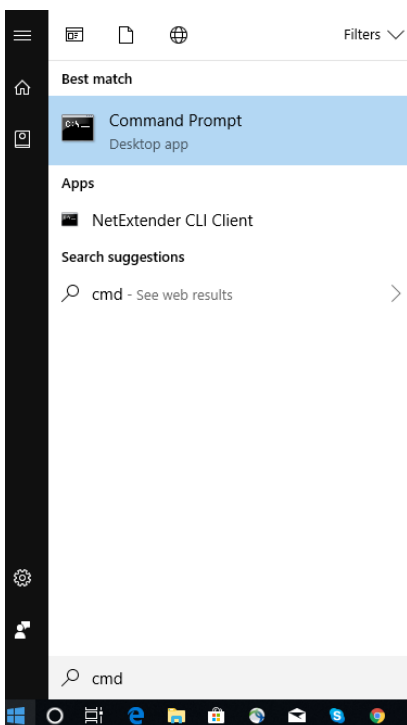 Filters
Best match
Command Prompt
Desktop app
Apps
NetExtender CLI Client
Search suggestions
cmd - See web results
cmd